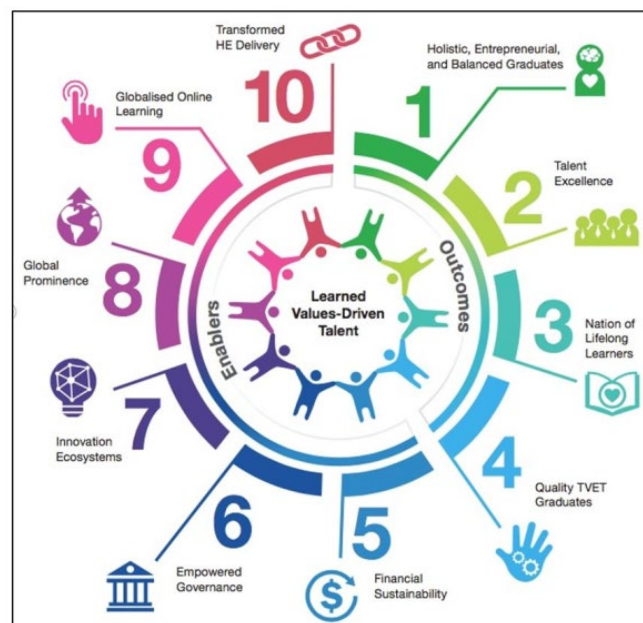 Transformed
HE Delivery
10
1
Holistic, Entrepreneurial,
and Balanced Graduates
2
Talent
Excellence
3
Nation of
Lifelong
Learners
4
Quality TVET
Graduates
5
Financial
Sustainability
$
6
Empowered
Governance
7
Innovation
Ecosystems
8
Global
Prominence
9
Globalised Online
Learning
Enablers
Outcomes
Learned
Values-Driven
Talent